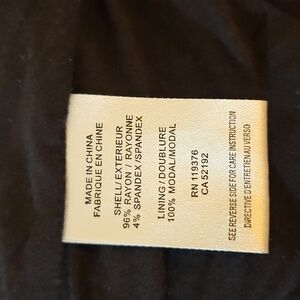 MADE IN CHINA
FABRIQUE EN CHINE
SHELL/EXTERIEUR
96% RAYON / RAYONNE
4% SPANDEX /SPANDEX
LINING / DOUBLURE
100% MODAL/MODAL
RN 119376
CA 52192
SEE REVERSE SIDE FOR CARE INSTRUCTION
DIRECTIVE D'ENTRETIEN AU VERSO